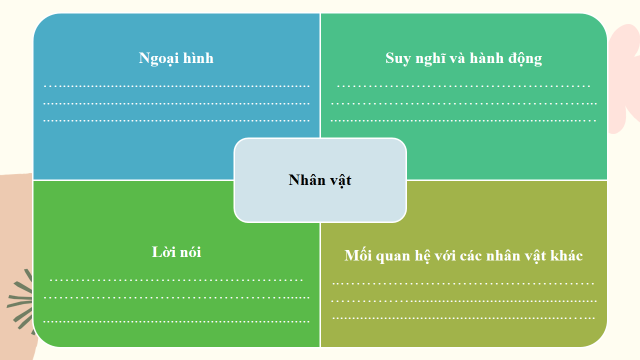 Ngoại hình
Suy nghĩ và hành động
Nhân vật
Lời nói
Mối quan hệ với các nhân vật khác